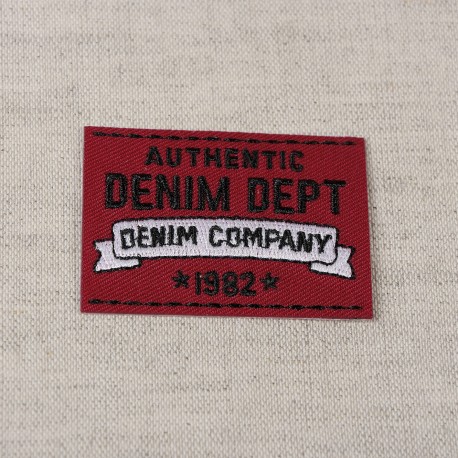 AUTHENTIC
DENIM DEPT
DENIM COMPANY
*1982*